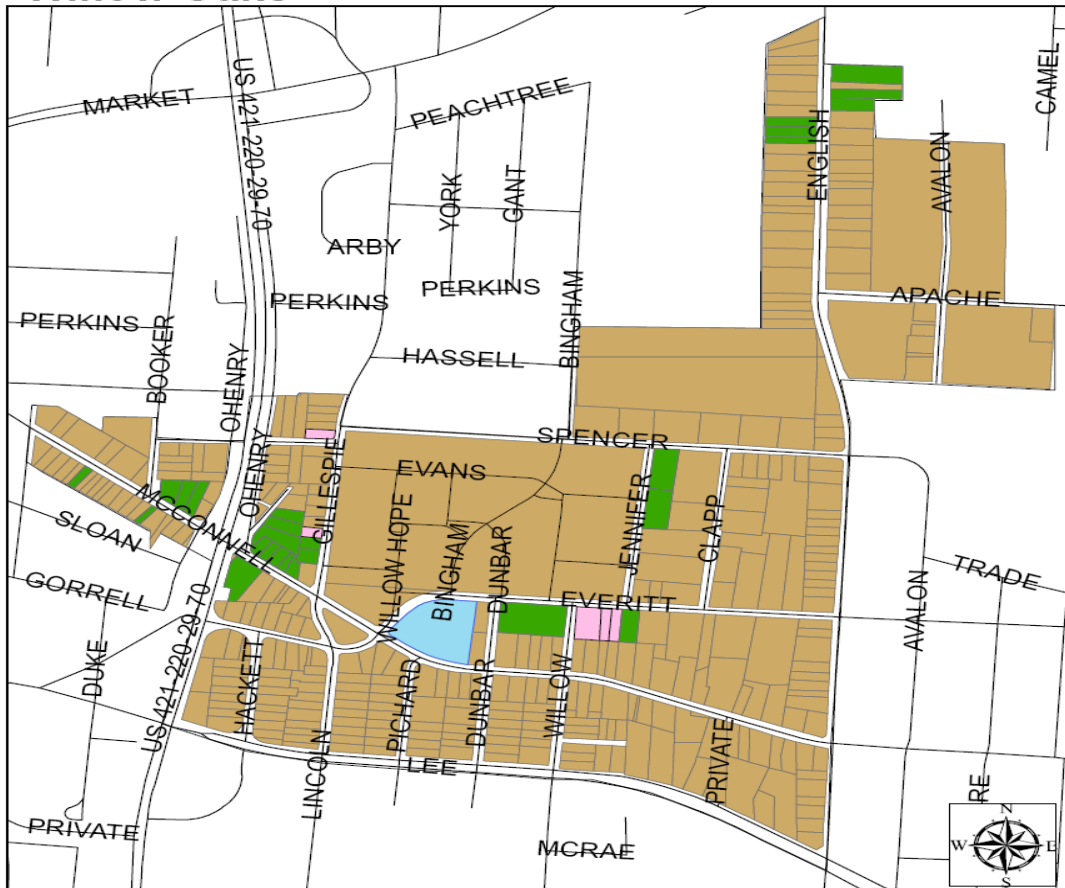 MARKET
US 421-220-29-70
PEACHTREE
CAMEL
YORK
GANT
ENGLISH
AVALON
ARBY
PERKINS
PERKINS
PERKINS
BINGHAM
APACHE
BOOKER
OHENRY
HASSELL
SPENCER
OHENRY
GILLESPIE
EVANS
MCCONNELL
SLOAN
WILLOW HOPE
BINGHAM
DUNBAR
JENNIFER
CLAPP
GORRELL
EVERITT
AVALON
TRADE
DUKE
US 421-220-29-70
HACKETT
LINCOLN
PICHARD
DUNBAR
WILLOW
PRIVATE
LEE
RE
PRIVATE
MCRAE
N
W
E
S